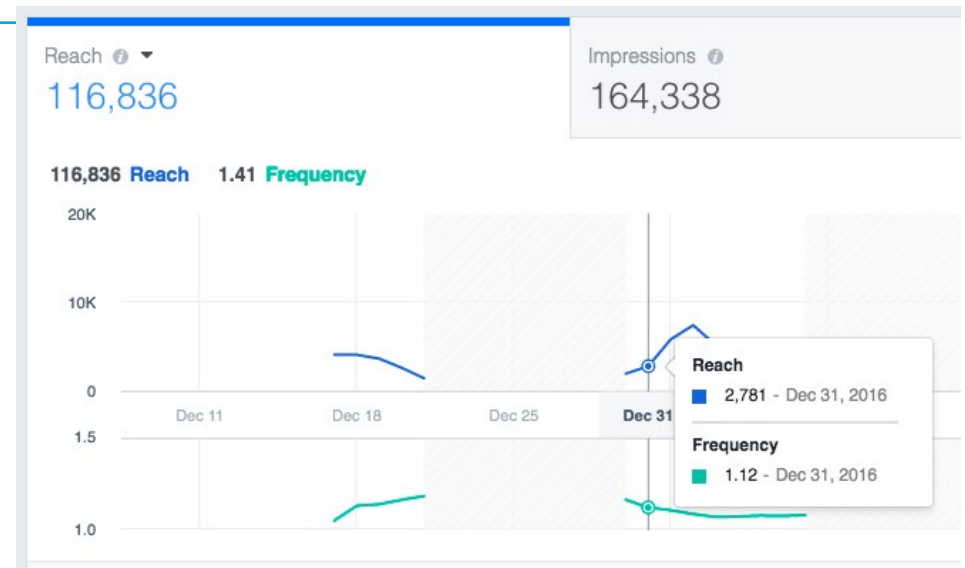 Reach
116,836
Impressions
164,338
116,836 Reach 1.41 Frequency
20K
10K
0
Dec 11 Dec 18 Dec 25 Dec 31
1.5
1.0
Reach
2,781 - Dec 31, 2016
Frequency
1.12 - Dec 31, 2016